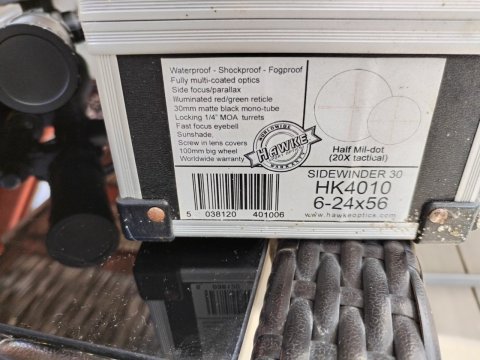 Waterproof - Shockproof - Fogproof
Fully multi-coated optics
Side focus/parallax
Illuminated red/green reticle
30mm matte black mono-tube
Locking 1/4" MOA turrets
Fast focus eyebell
Sunshade
Screw in lens covers
100mm big wheel
Worldwide warranty
WORLDWIDE
HAWKE
WARRANTY
Half Mil-dot
(20X tactical)
SIDEWINDER 30
HK4010
6-24x56
www.hawkeoptics.com
5 038120 401006